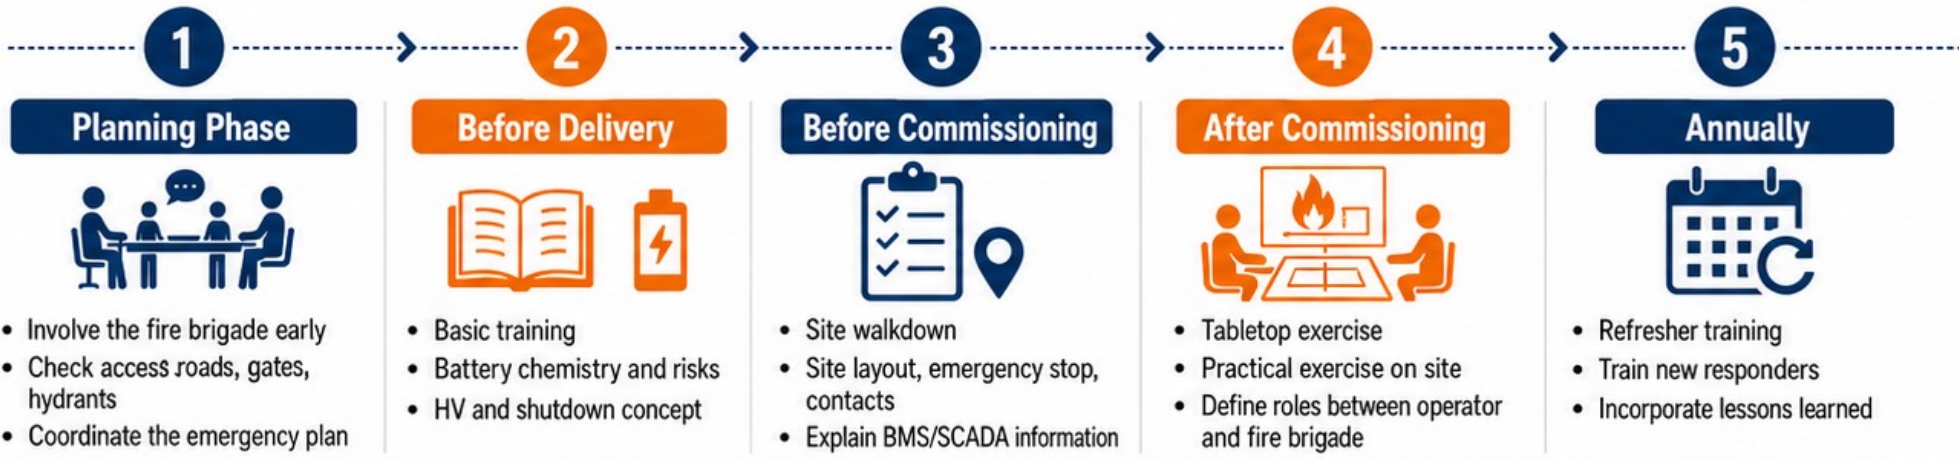 1
2
3
4
5
Planning Phase
Before Delivery
Before Commissioning
After Commissioning
Annually
• Involve the fire brigade early
• Check access roads, gates,
hydrants
• Coordinate the emergency plan
• Basic training
• Battery chemistry and risks
• HV and shutdown concept
• Site walkdown
• Site layout, emergency stop,
contacts
• Explain BMS/SCADA information
• Tabletop exercise
• Practical exercise on site
• Define roles between operator
and fire brigade
• Refresher training
• Train new responders
• Incorporate lessons learned